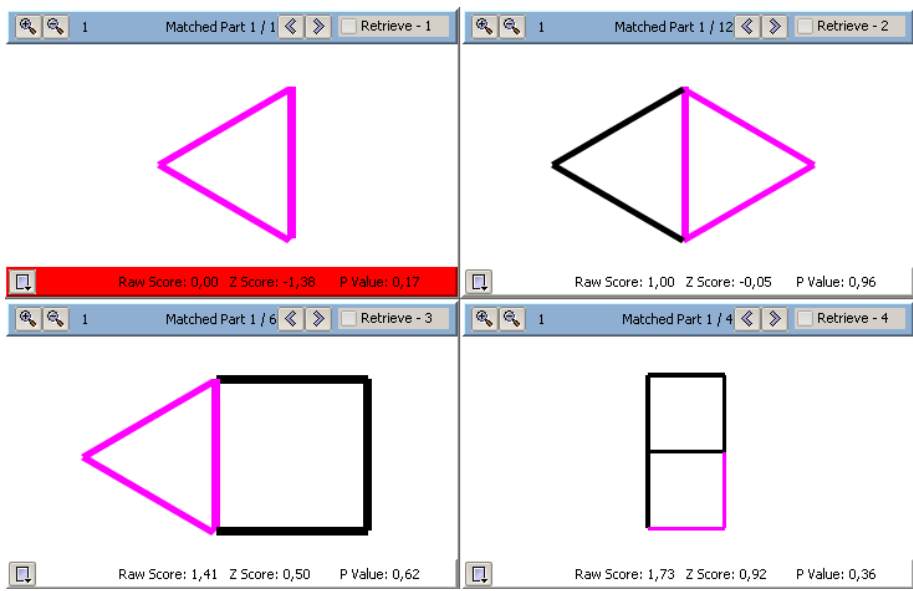 1 Matched Part 1 / 1 Retrieve - 1
Raw Score: 0,00 Z Score: -1,38 P Value: 0,17
1 Matched Part 1 / 12 Retrieve - 2
Raw Score: 1,00 Z Score: -0,05 P Value: 0,96
1 Matched Part 1 / 6 Retrieve - 3
Raw Score: 1,41 Z Score: 0,50 P Value: 0,62
1 Matched Part 1 / 4 Retrieve - 4
Raw Score: 1,73 Z Score: 0,92 P Value: 0,36